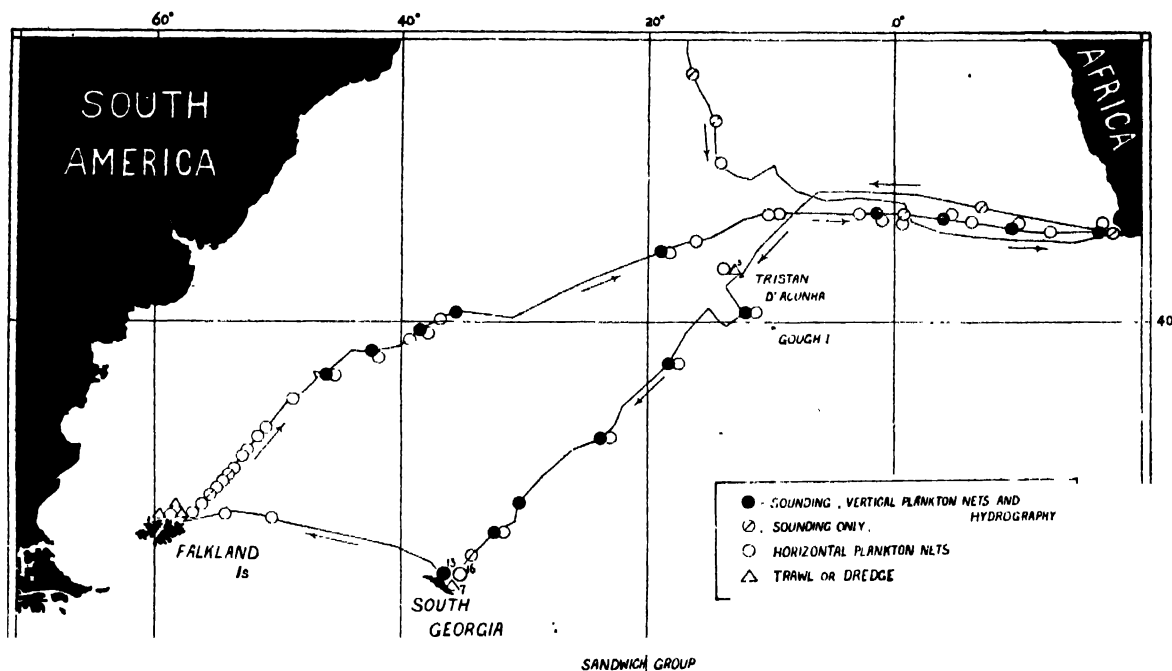 60° 40° 20° 0°
SOUTH
AMERICA
AFRICA
3
TRISTAN
D'ACUNHA
40
GOUGH I
FALKLAND
Is
13
16
7
SOUTH
GEORGIA
SOUNDING, VERTICAL PLANKTON NETS AND
HYDROGRAPHY
SOUNDING ONLY.
HORIZONTAL PLANKTON NETS
TRAWL OR DREDGE
SANDWICH GROUP